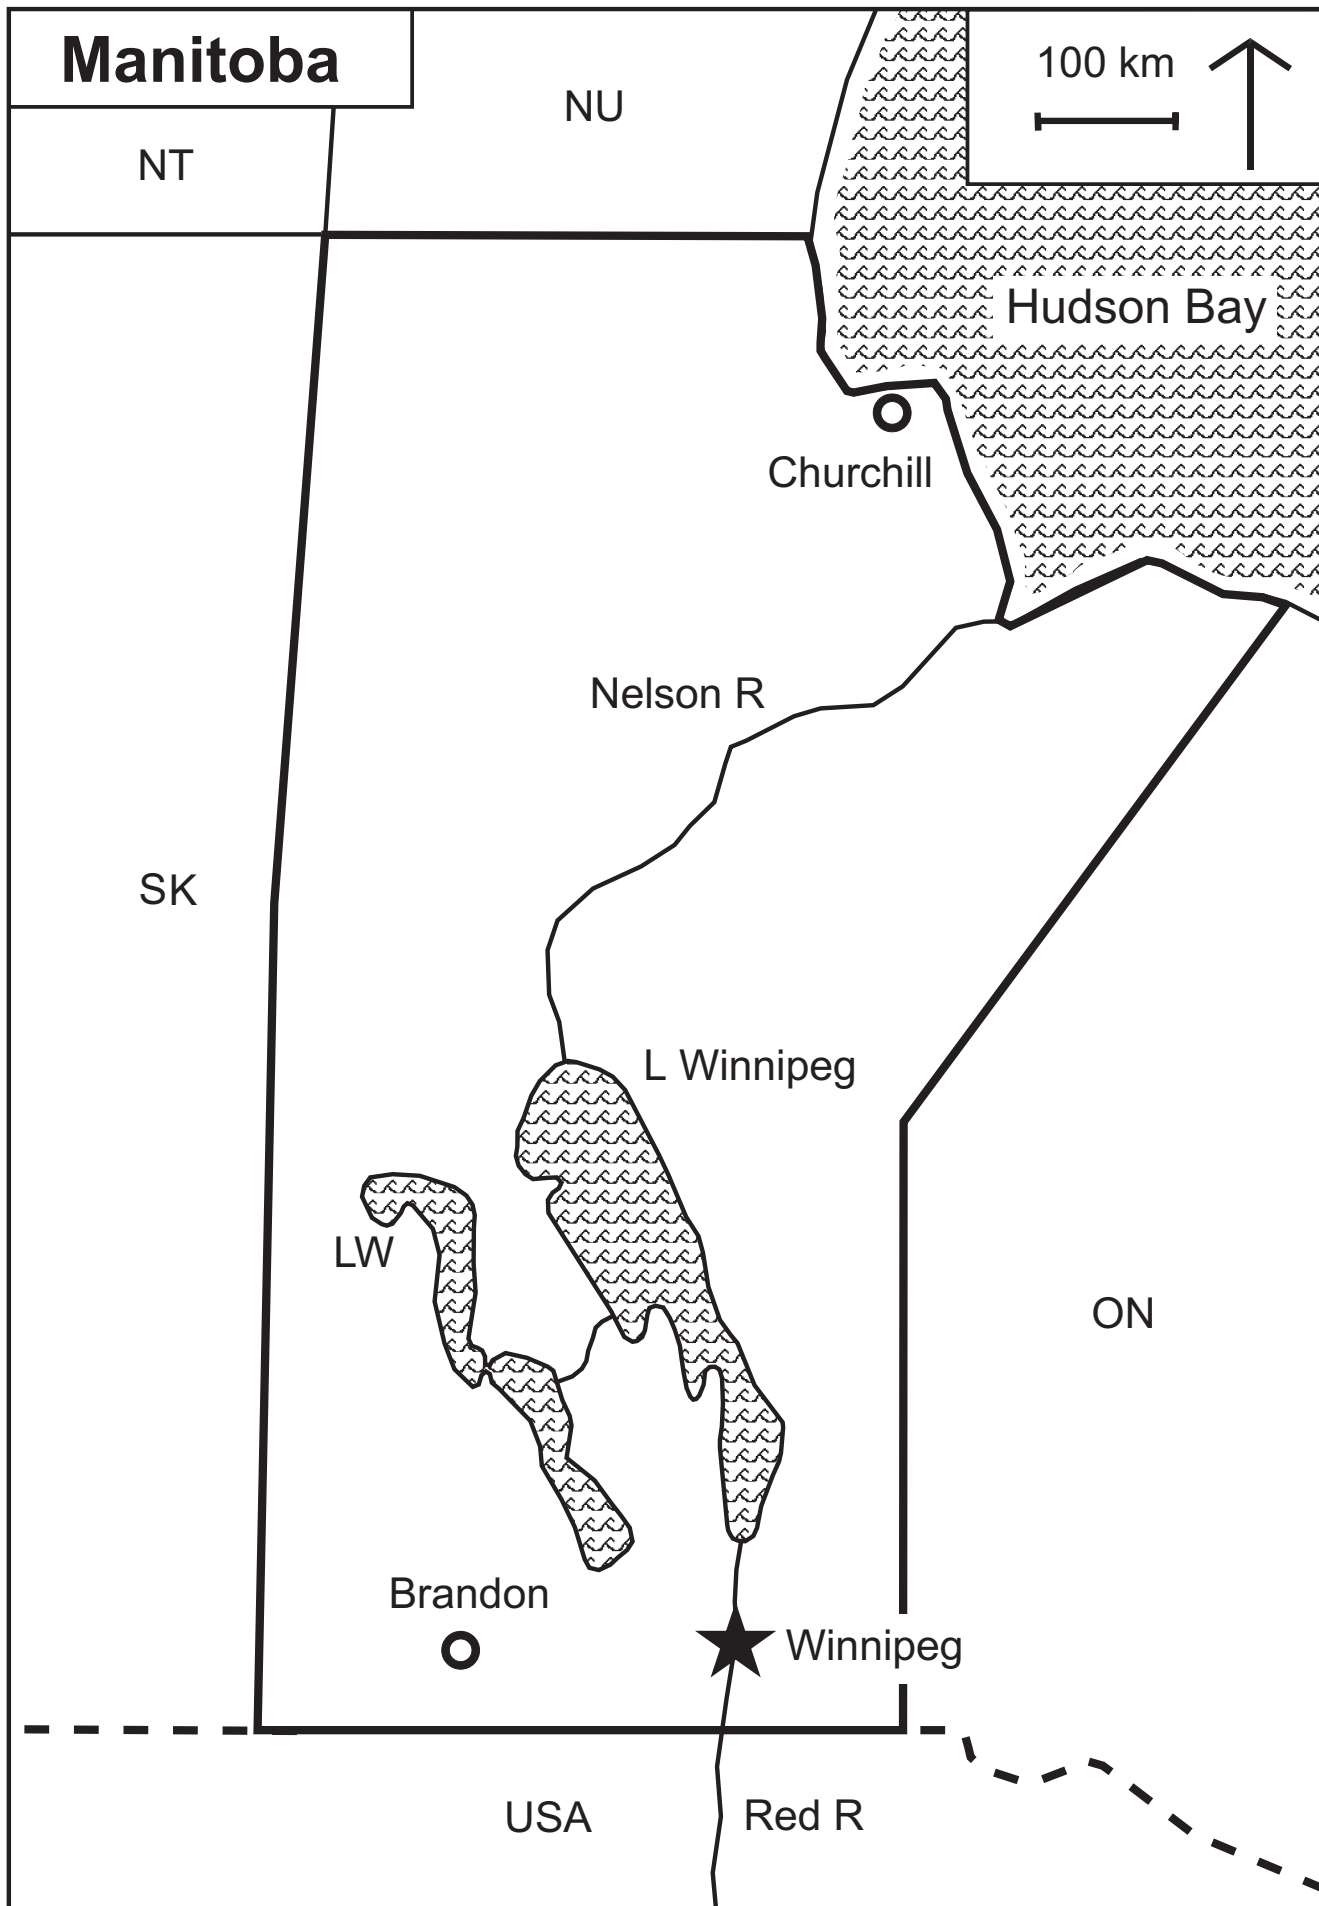 Manitoba
NU
100 km
NT
Hudson Bay
Churchill
Nelson R
SK
L Winnipeg
LW
ON
Brandon
Winnipeg
USA
Red R